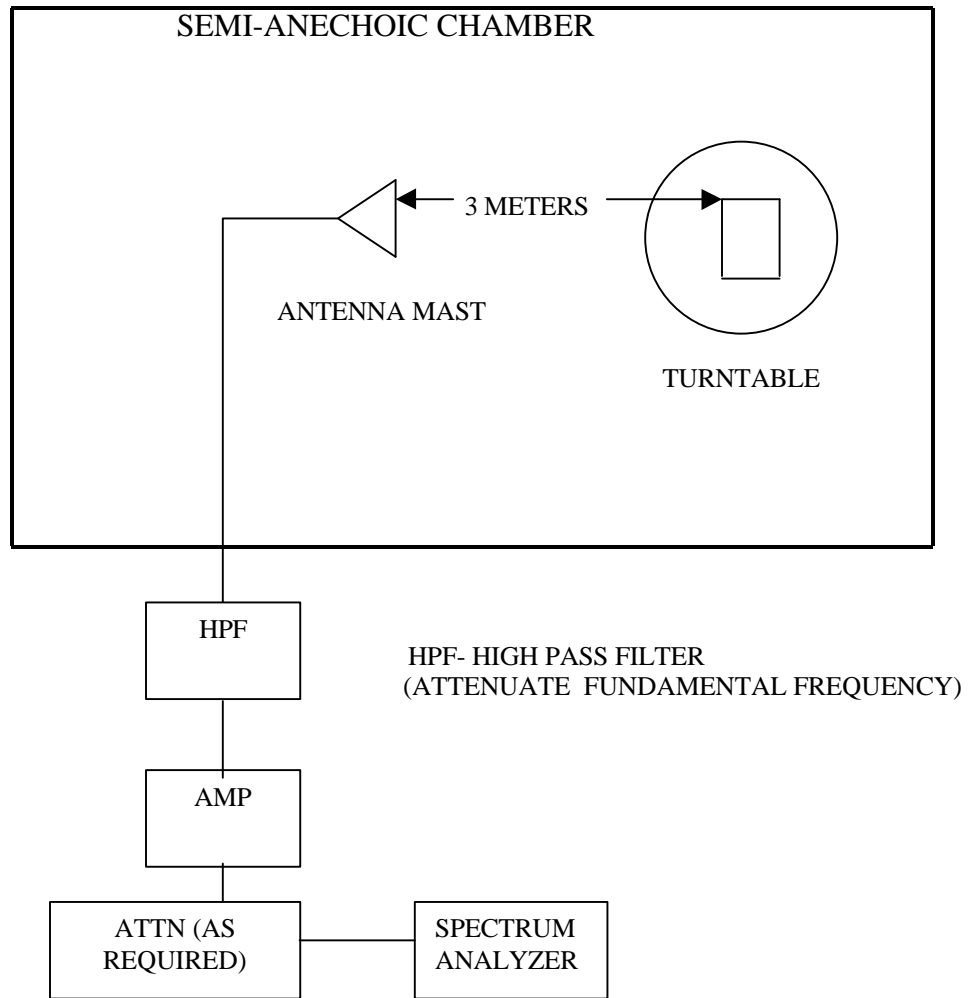 SEMI-ANECHOIC CHAMBER
3 METERS
ANTENNA MAST
TURNTABLE
HPF
HPF- HIGH PASS FILTER
(ATTENUATE FUNDAMENTAL FREQUENCY)
AMP
ATTN (AS
REQUIRED)
SPECTRUM
ANALYZER